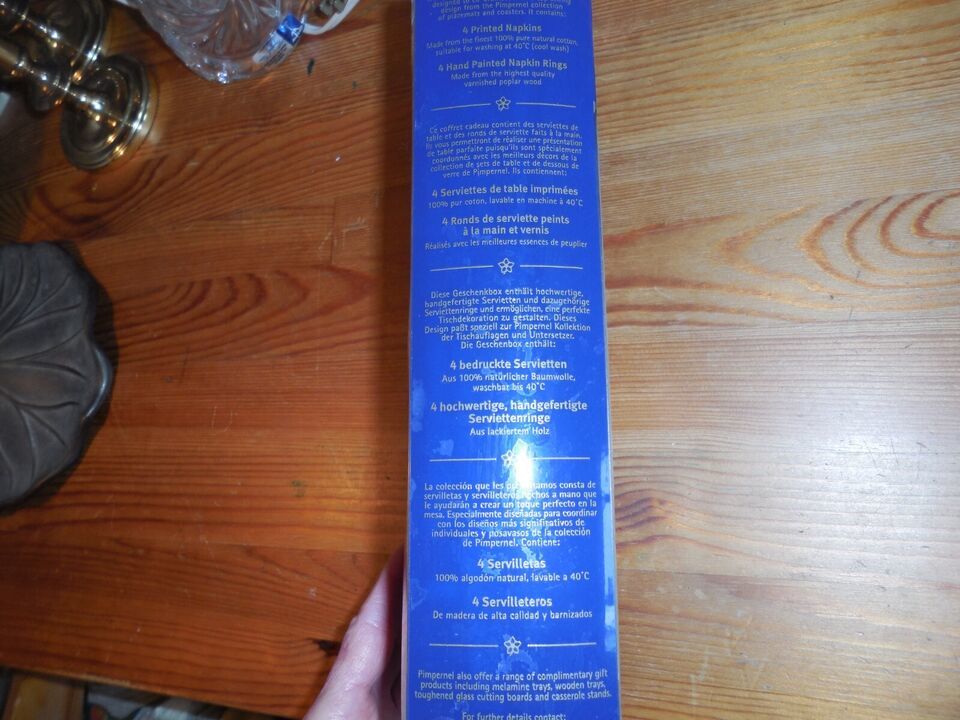 design from the Pimpernel collection
of placemats and coasters. It contains:
4 Printed Napkins
Made from the finest 100% pure natural cotton,
suitable for washing at 40°C (cool wash)
4 Hand Painted Napkin Rings
Made from the highest quality
varnished poplar wood
Ce coffret cadeau contient des serviettes de
table et des ronds de serviette faits à la main.
Ils vous permettront de réaliser une présentation
de table parfaite puisqu'ils sont spécialement
coordonnés avec les meilleurs décors de la
collection de sets de table et de dessous de
verre de Pimpernel. Ils contiennent:
4 Serviettes de table imprimées
100% pur coton, lavable en machine à 40°C
4 Ronds de serviette peints
à la main et vernis
Réalisés avec les meilleures essences de peuplier
Diese Geschenkbox enthält hochwertige,
handgefertigte Servietten und dazugehörige
Serviettenringe und ermöglichen, eine perfekte
Tischdekoration zu gestalten. Dieses
Design paßt speziell zur Pimpernel Kollektion
der Tischauflagen und Untersetzer.
Die Geschenbox enthält:
4 bedruckte Servietten
Aus 100% natürlicher Baumwolle,
waschbar bis 40°C
4 hochwertige, handgefertigte
Serviettenringe
Aus lackiertem Holz
La colección que les presentamos consta de
servilletas y servilleteros hechos a mano que
le ayudarán a crear un toque perfecto en la
mesa. Especialmente diseñadas para coordinar
con los diseños más significativos de
individuales y posavasos de la colección
de Pimpernel. Contiene:
4 Servilletas
100% algodón natural, lavable a 40°C
4 Servilleteros
De madera de alta calidad y barnizados
Pimpernel also offer a range of complimentary gift
products including melamine trays, wooden trays,
toughened glass cutting boards and casserole stands.
For further details contact: